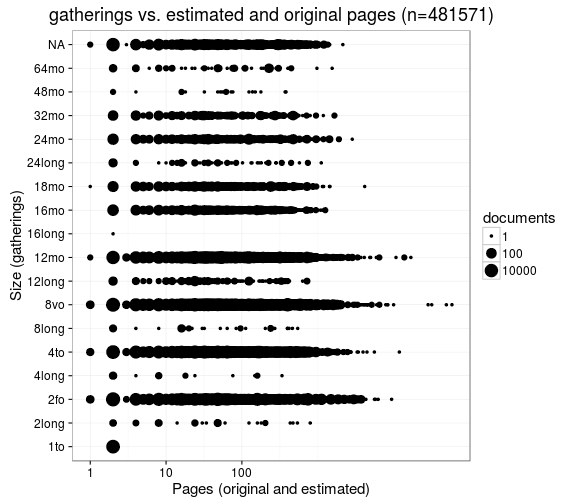 gatherings vs. estimated and original pages (n=481571)
Size (gatherings)
NA
64mo
48mo
32mo
24mo
24long
18mo
16mo
16long
12mo
12long
8vo
8long
4to
4long
2fo
2long
1to
1
10
100
Pages (original and estimated)
documents
1
100
10000